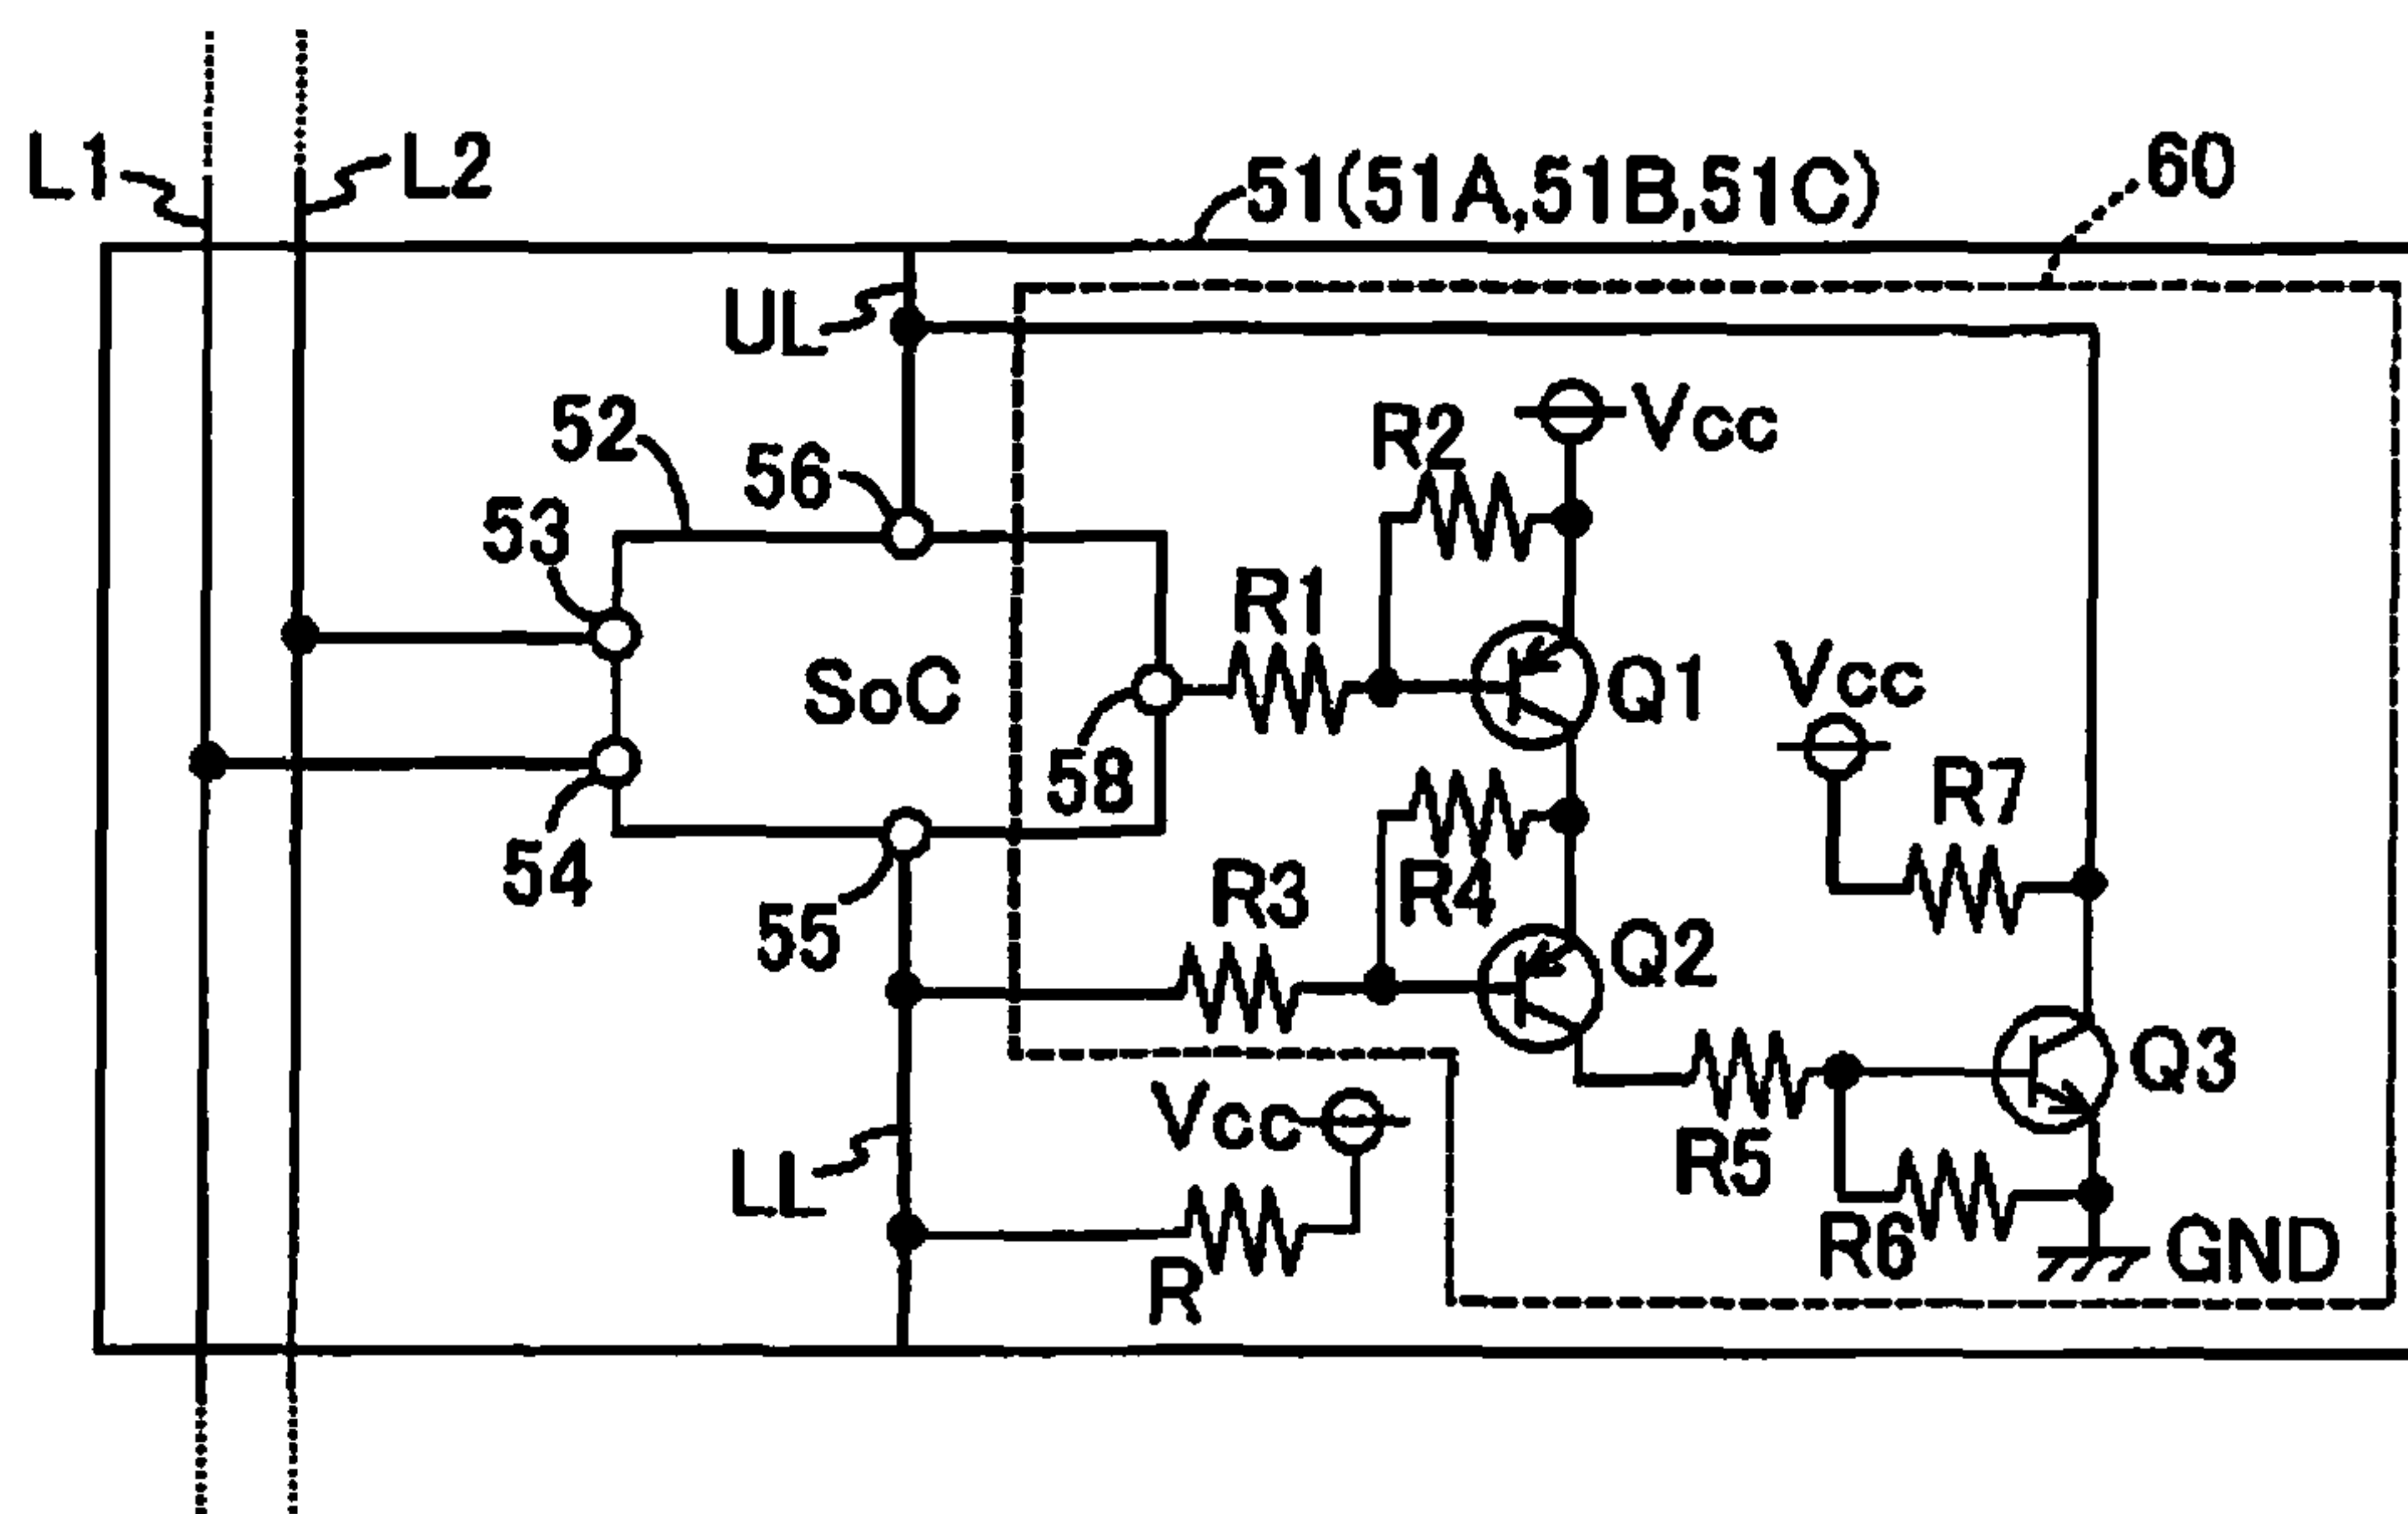 L1
L2
51(51A,51B,51C)
60
UL
52
56
53
R2
Vcc
R1
SoC
Q1
Vcc
58
R7
54
55
R3
R4
Q2
Q3
Vcc
LL
R5
R
R6
GND